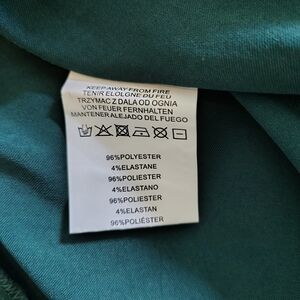 KEEP AWAY FROM FIRE
TENIR ELOIGNE DU FEU
TRZYMAC Z DALA OD OGNIA
VON FEUER FERNHALTEN
MANTENER ALEJADO DEL FUEGO
96%POLYESTER
4%ELASTANE
96%POLIESTER
4%ELASTANO
96%POLIESTER
4%ELASTAN
96%POLIÉSTER